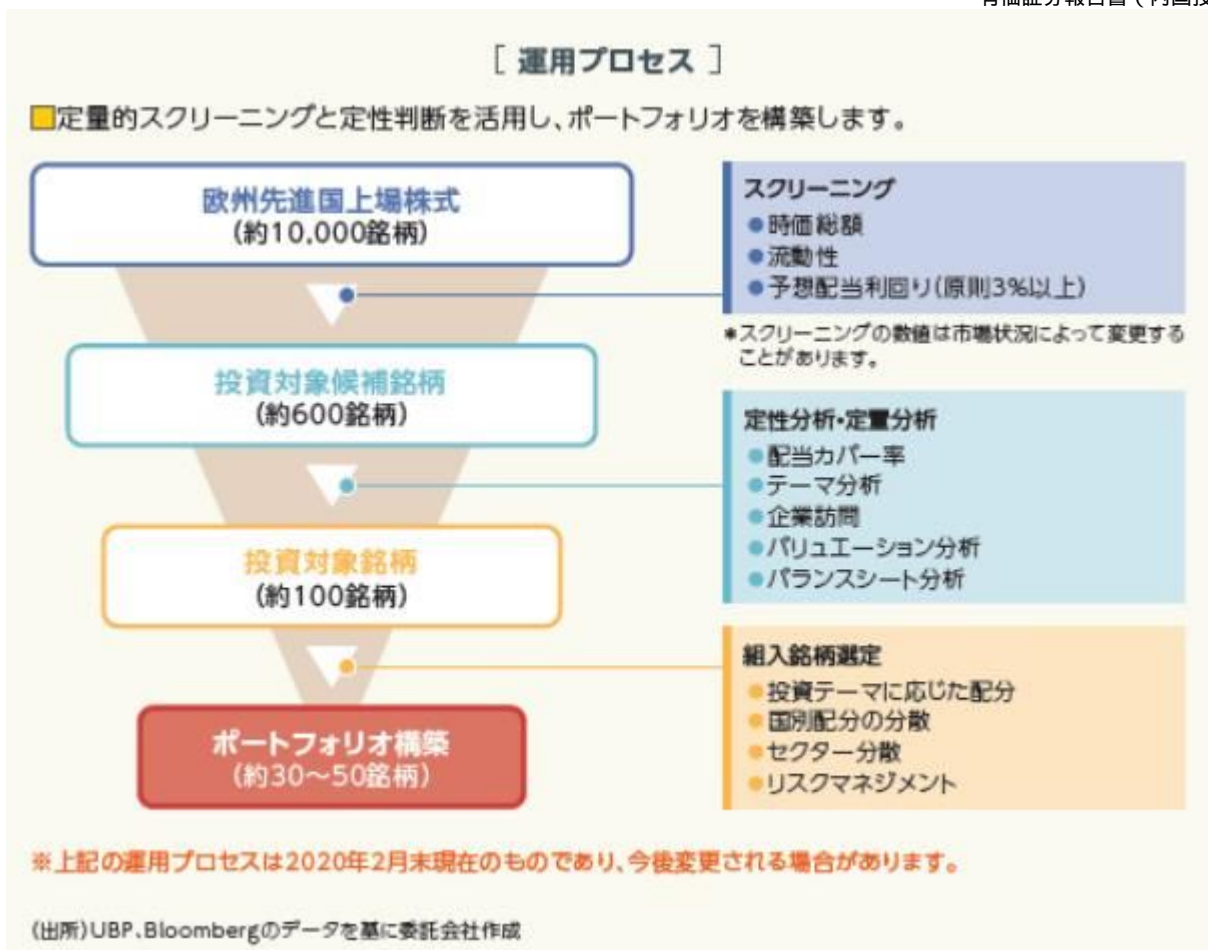 [ 運用プロセス ]
定量的スクリーニングと定性判断を活用し、ポートフォリオを構築します。
欧州先進国上場株式
(約10,000銘柄)
スクリーニング
●時価総額
●流動性
●予想配当利回り(原則3%以上)
*スクリーニングの数値は市場状況によって変更する
ことがあります。
投資対象候補銘柄
(約600銘柄)
定性分析・定量分析
●配当カバー率
●テーマ分析
●企業訪問
●バリュエーション分析
●バランスシート分析
投資対象銘柄
(約100銘柄)
組入銘柄選定
●投資テーマに応じた配分
●国別配分の分散
●セクター分散
●リスクマネジメント
ポートフォリオ構築
(約30~50銘柄)
※上記の運用プロセスは2020年2月末現在のものであり、今後変更される場合があります。
(出所)UBP、Bloombergのデータを基に委託会社作成